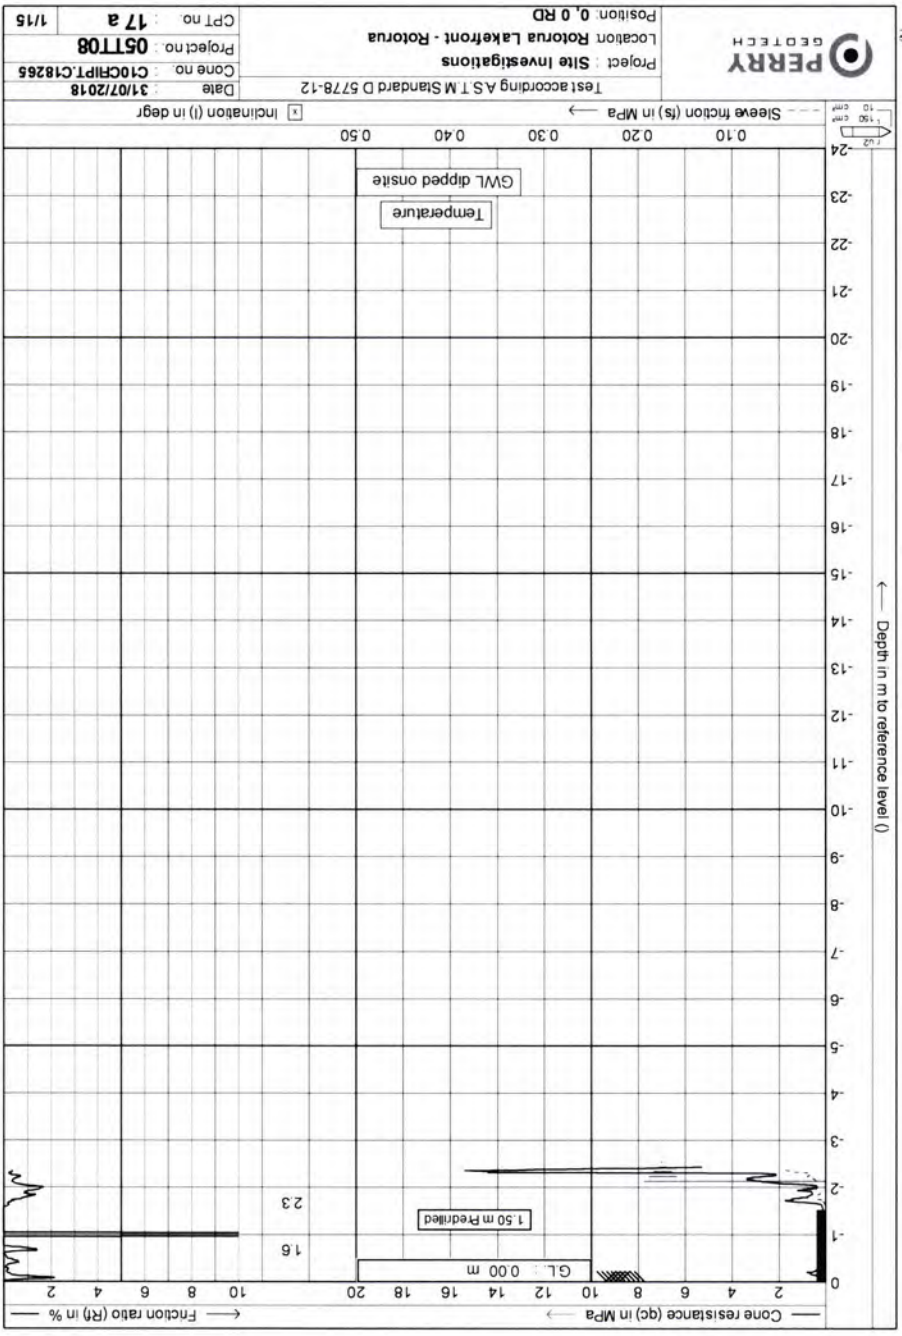 Cone resistance (qc) in MPa
Friction ratio (Rf) in %
2 4 6 8 10 12 14 16 18 20
10 8 6 4 2
0
G.L. : 0.00 m
1.6
-1
1.50 m Predrilled
2.3
-2
-3
-4
-5
-6
-7
-8
-9
-10
-11
-12
-13
-14
-15
-16
-17
-18
-19
-20
-21
-22
-23
-24
Depth in m to reference level ()
Temperature
GWL dipped onsite
0.10 0.20 0.30 0.40 0.50
Sleeve friction (fs) in MPa
x Inclination (I) in degr
150 cm²
10 cm²
PERRY
GEOTECH
Test according A.S.T.M Standard D 5778-12
Project : Site Investigations
Location: Rotorua Lakefront - Rotorua
Position: 0, 0 RD
Date : 31/07/2018
Cone no. : C10CFIIPT.C18265
Project no. : 05TT08
CPT no. : 17 a 1/15